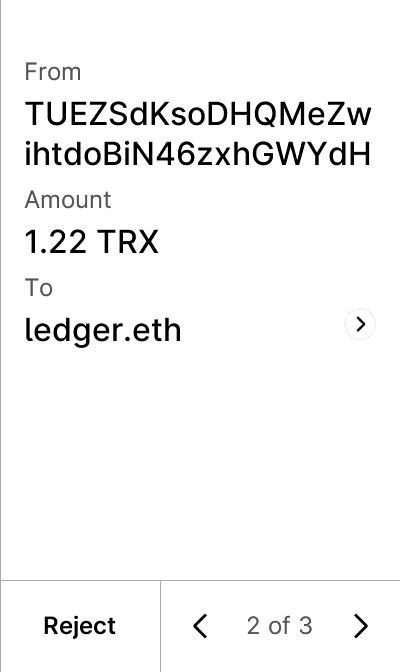 From
TUEZSdKsoDHQMeZw
ihtdoBiN46zxhGWYdH
Amount
1.22 TRX
To
ledger.eth
Reject
2 of 3